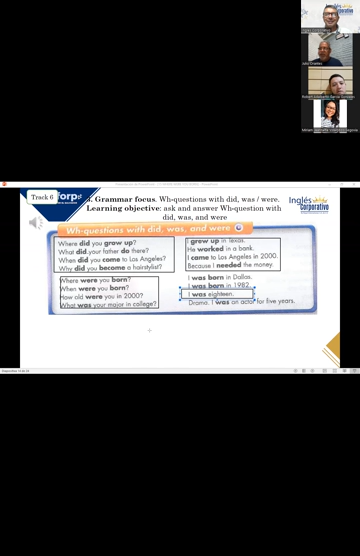 Inglés
Corporativo
Julio Orantes
Track 6
Grammar focus. Wh-questions with did, was / were.
Learning objective: ask and answer Wh-question with
did, was, and were
Inglés
Corporativo
Wh-questions with did, was, and were
Where did you grow up?
What did your father do there?
When did you come to Los Angeles?
Why did you become a hairstylist?
I grew up in Texas.
He worked in a bank.
I came to Los Angeles in 2000.
Because I needed the money.
Where were you born?
When were you born?
How old were you in 2000?
What was your major in college?
I was born in Dallas.
I was born in 1982.
I was eighteen.
Drama. I was an actor for five years.